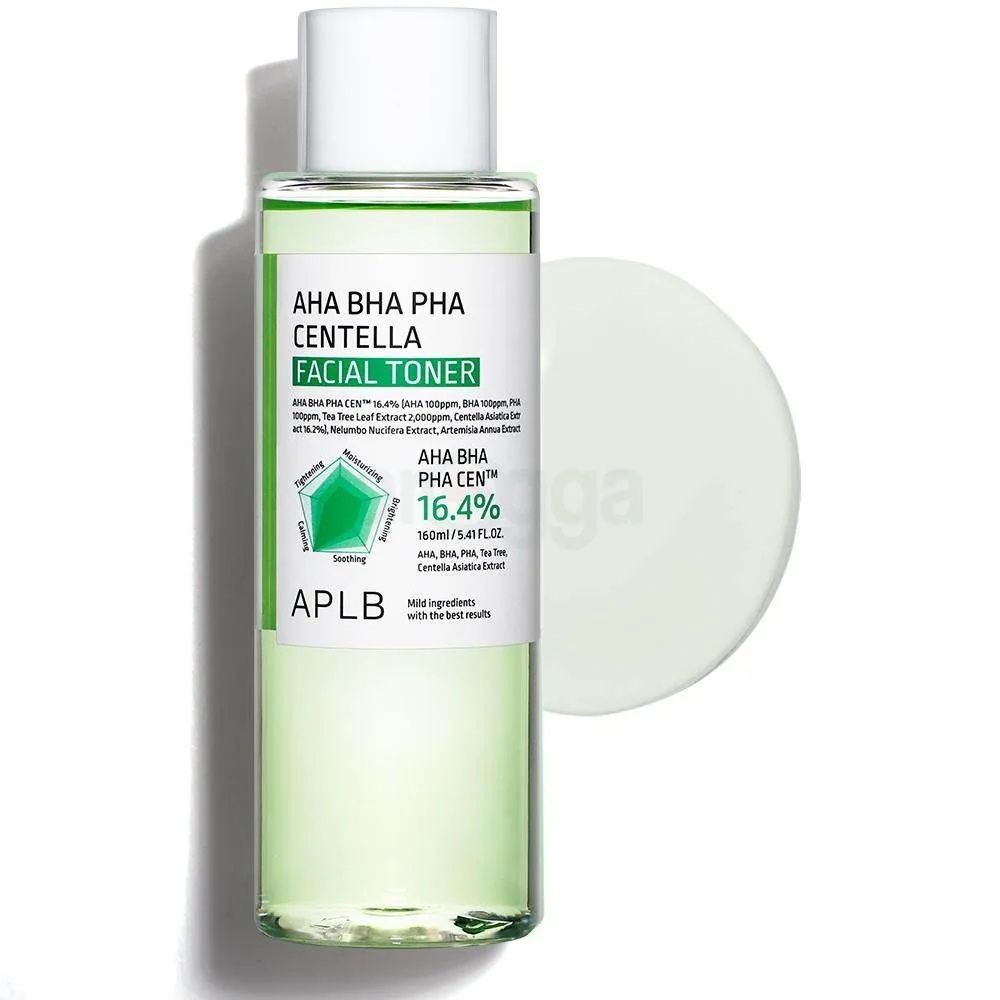 AHA BHA PHA
CENTELLA
FACIAL TONER
AHA BHA PHA CEN™ 16.4% (AHA 100ppm, BHA 100ppm, PHA
100ppm, Tea Tree Leaf Extract 2,000ppm, Centella Asiatica Extr
act 16.2%), Nelumbo Nucifera Extract, Artemisia Annua Extract
Tightening
Moisturizing
Brightening
Soothing
Calming
AHA BHA
PHA CEN™
16.4%
160ml / 5.41 FL.OZ.
AHA, BHA, PHA, Tea Tree,
Centella Asiatica Extract
APLB
Mild ingredients
with the best results